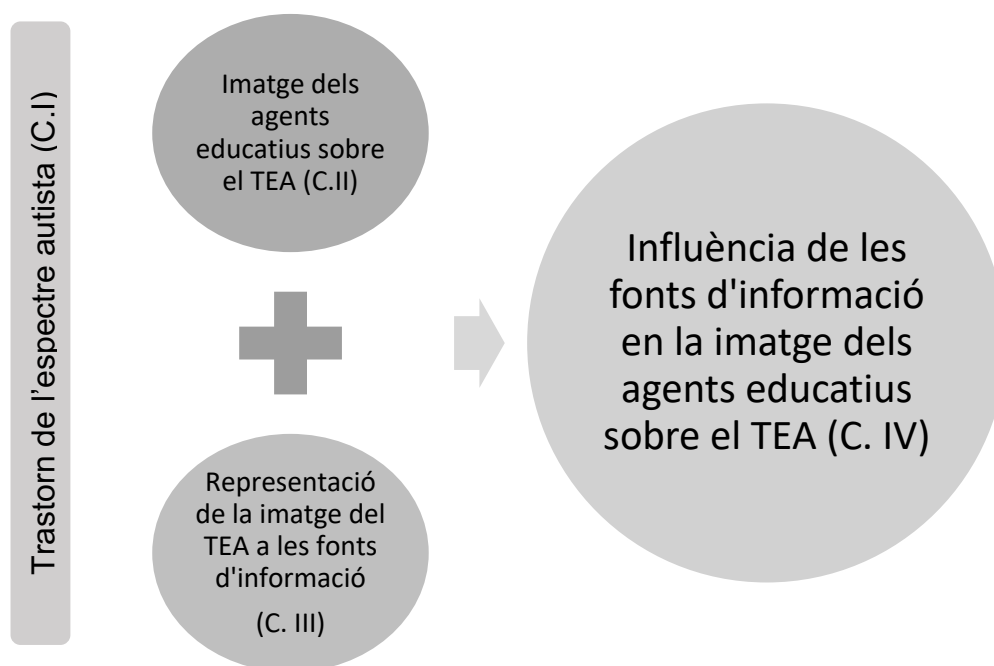 Trastorn de l’espectre autista (C.I)
Imatge dels
agents
educatius sobre
el TEA (C.II)
Representació
de la imatge del
TEA a les fonts
d'informació
(C. III)
Influència de les
fonts d'informació
en la imatge dels
agents educatius
sobre el TEA (C. IV)